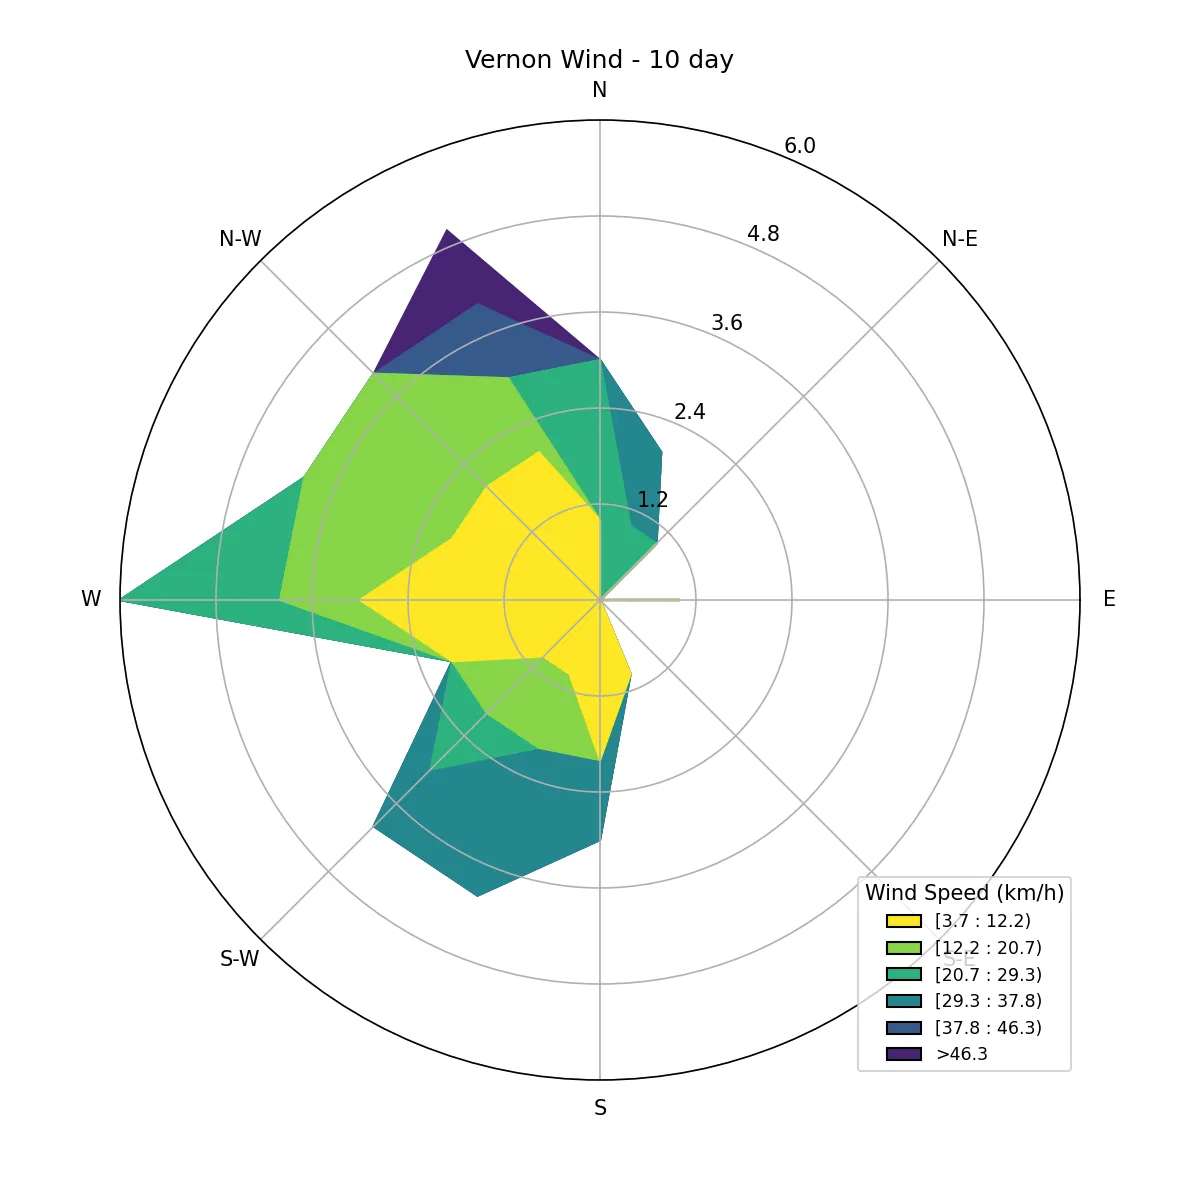 Vernon Wind - 10 day
N
6.0
N-W
4.8
N-E
3.6
2.4
1.2
W
E
Wind Speed (km/h)
[3.7 : 12.2)
[12.2 : 20.7)
S-W
S-E
[20.7 : 29.3)
[29.3 : 37.8)
[37.8 : 46.3)
>46.3
S